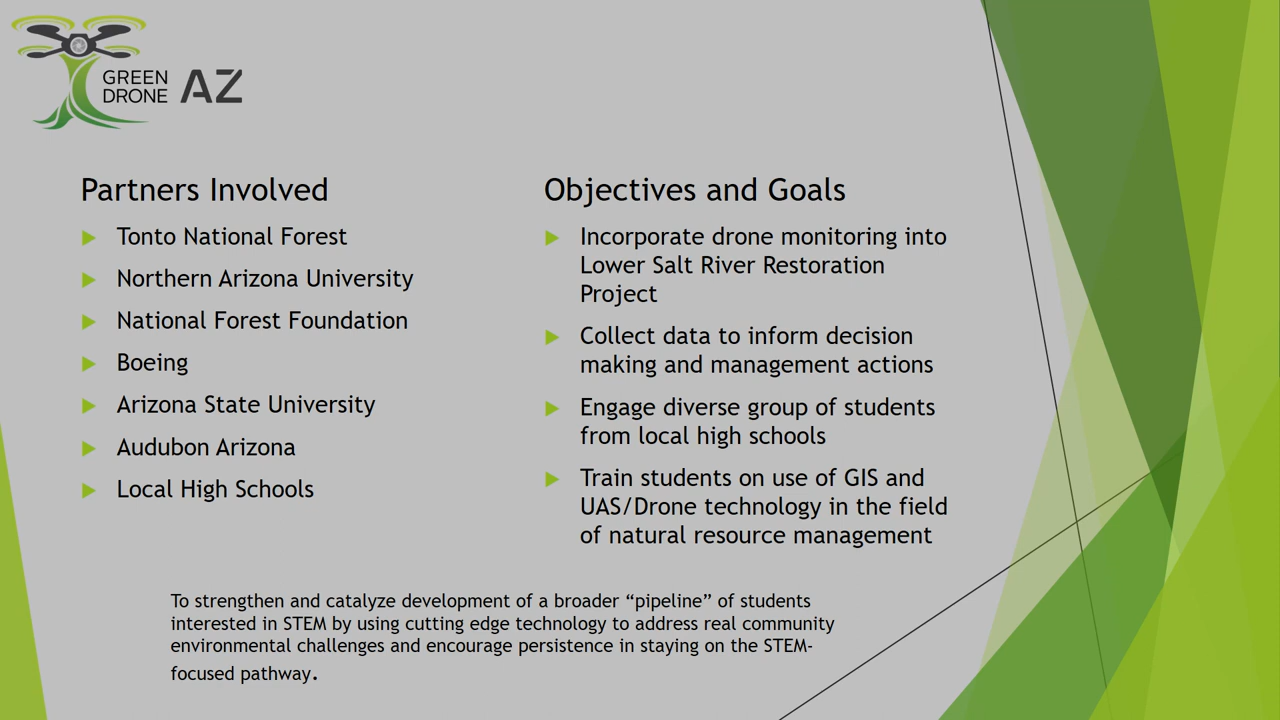 GREEN
DRONE AZ
Partners Involved
Tonto National Forest
Northern Arizona University
National Forest Foundation
Boeing
Arizona State University
Audubon Arizona
Local High Schools
Objectives and Goals
Incorporate drone monitoring into
Lower Salt River Restoration
Project
Collect data to inform decision
making and management actions
Engage diverse group of students
from local high schools
Train students on use of GIS and
UAS/Drone technology in the field
of natural resource management
To strengthen and catalyze development of a broader “pipeline” of students
interested in STEM by using cutting edge technology to address real community
environmental challenges and encourage persistence in staying on the STEM-
focused pathway.